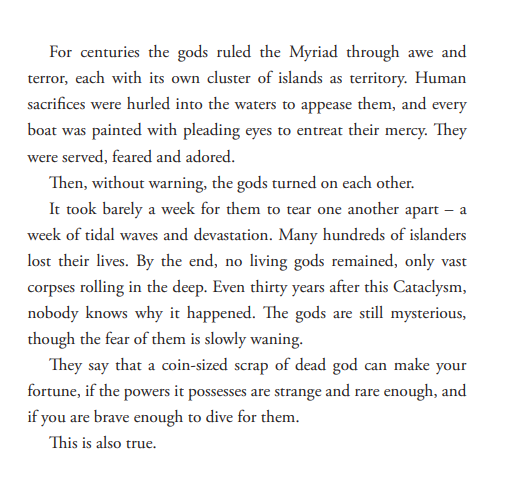 For centuries the gods ruled the Myriad through awe and
terror, each with its own cluster of islands as territory. Human
sacrifices were hurled into the waters to appease them, and every
boat was painted with pleading eyes to entreat their mercy. They
were served, feared and adored.
Then, without warning, the gods turned on each other.
It took barely a week for them to tear one another apart – a
week of tidal waves and devastation. Many hundreds of islanders
lost their lives. By the end, no living gods remained, only vast
corpses rolling in the deep. Even thirty years after this Cataclysm,
nobody knows why it happened. The gods are still mysterious,
though the fear of them is slowly waning.
They say that a coin-sized scrap of dead god can make your
fortune, if the powers it possesses are strange and rare enough, and
if you are brave enough to dive for them.
This is also true.